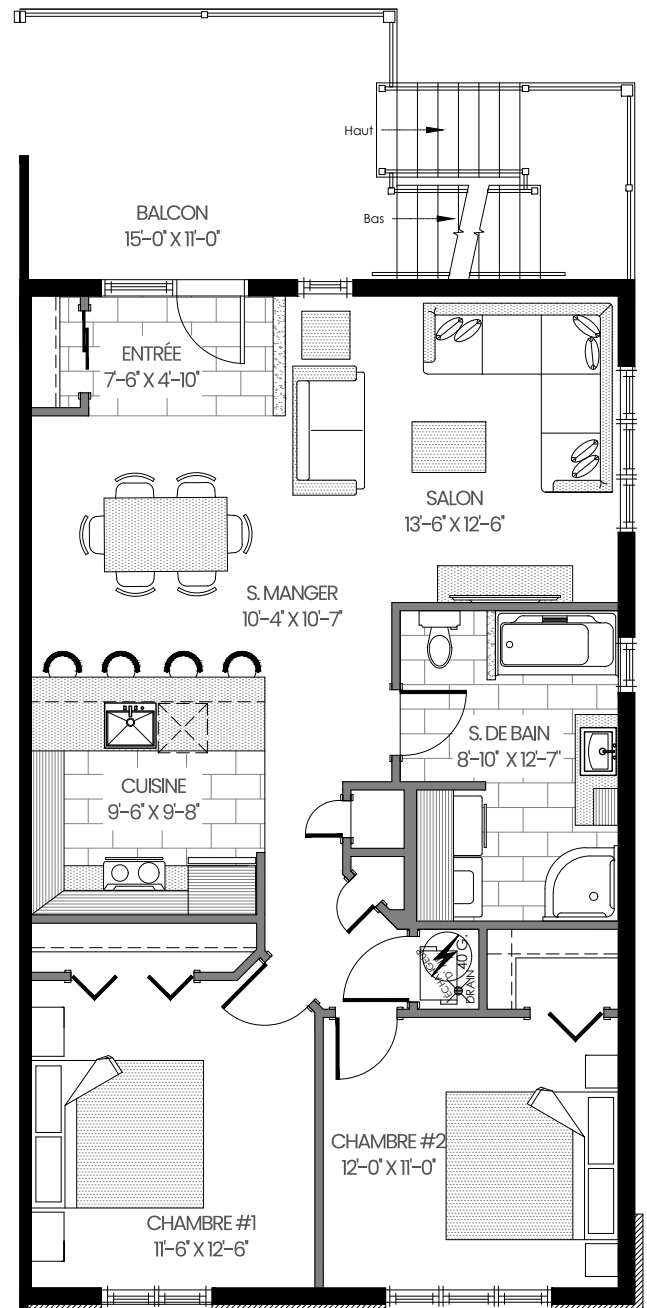 Haut
BALCON
15'-0" X 11'-0"
Bas
ENTRÉE
7'-6" X 4'-10"
SALON
13'-6" X 12'-6"
S. MANGER
10'-4" X 10'-7"
S. DE BAIN
8'-10" X 12'-7"
CUISINE
9'-6" X 9'-8"
ÉCHANGEUR
D'
40 G.
DRAIN
CHAMBRE #2
12'-0" X 11'-0"
CHAMBRE #1
11'-6" X 12'-6"